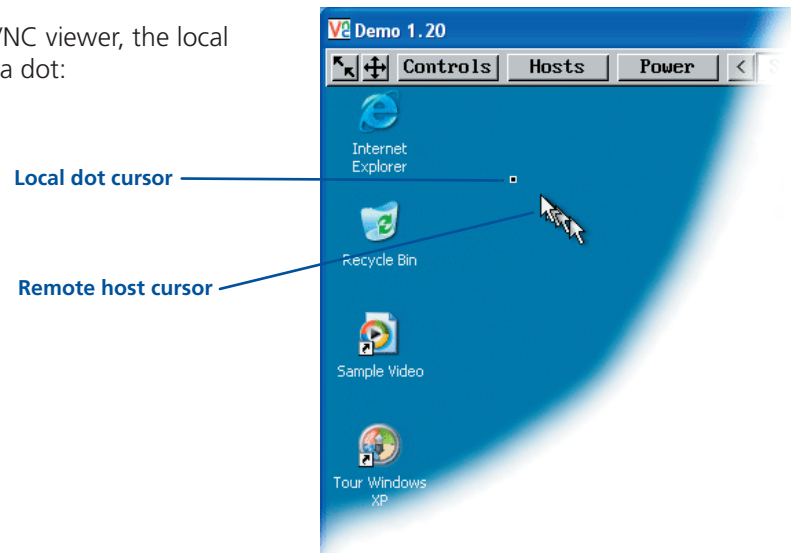 VNC viewer, the local
a dot:
Local dot cursor
Remote host cursor
Demo 1.20
Controls Hosts Power <
Internet
Explorer
Recycle Bin
Sample Video
Tour Windows
XP